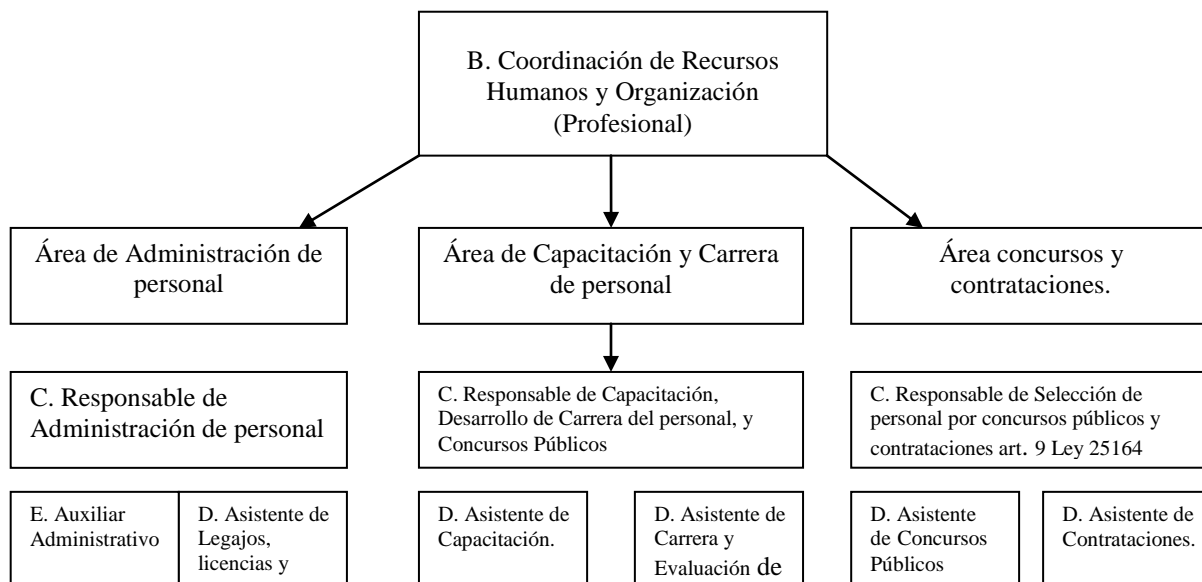 B. Coordinación de Recursos
Humanos y Organización
(Profesional)
Área de Administración de
personal
Área de Capacitación y Carrera
de personal
Área concursos y
contrataciones.
C. Responsable de
Administración de personal
C. Responsable de Capacitación,
Desarrollo de Carrera del personal, y
Concursos Públicos
C. Responsable de Selección de
personal por concursos públicos y
contrataciones art. 9 Ley 25164
E. Auxiliar
Administrativo
D. Asistente de
Legajos,
licencias y
D. Asistente de
Capacitación.
D. Asistente de
Carrera y
Evaluación de
D. Asistente
de Concursos
Públicos
D. Asistente de
Contrataciones.